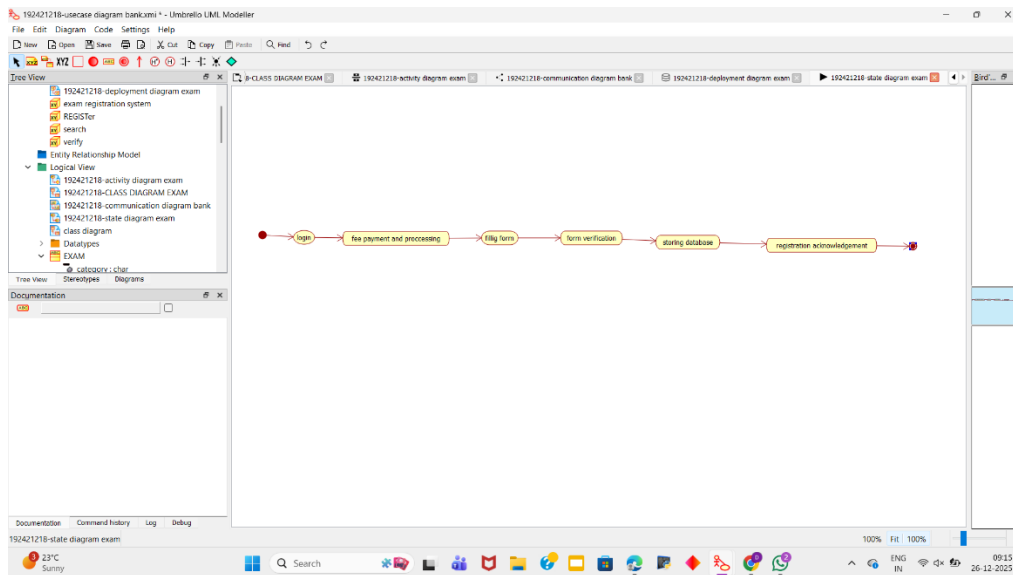 192421218-usecase diagram bank.xmi * - Umbrello UML Modeller
File Edit Diagram Code Settings Help
New Open Save Cut Copy Paste Find
XYZ
Tree View
192421218-deployment diagram exam
exam registration system
REGISTer
search
verify
Entity Relationship Model
Logical View
192421218-activity diagram exam
192421218-CLASS DIAGRAM EXAM
192421218-communication diagram bank
192421218-state diagram exam
class diagram
Datatypes
EXAM
category : char
Tree View Stereotypes Diagrams
Documentation
ABC
Documentation Command history Log Debug
8-CLASS DIAGRAM EXAM 192421218-activity diagram exam 192421218-communication diagram bank 192421218-deployment diagram exam 192421218-state diagram exam
Bird'...
login
fee payment and proccessing
fillig form
form verification
storing database
registration acknowledgement
192421218-state diagram exam
100% Fit 100%
3
23°C
Sunny
Search
ENG
IN
09:15
26-12-2025